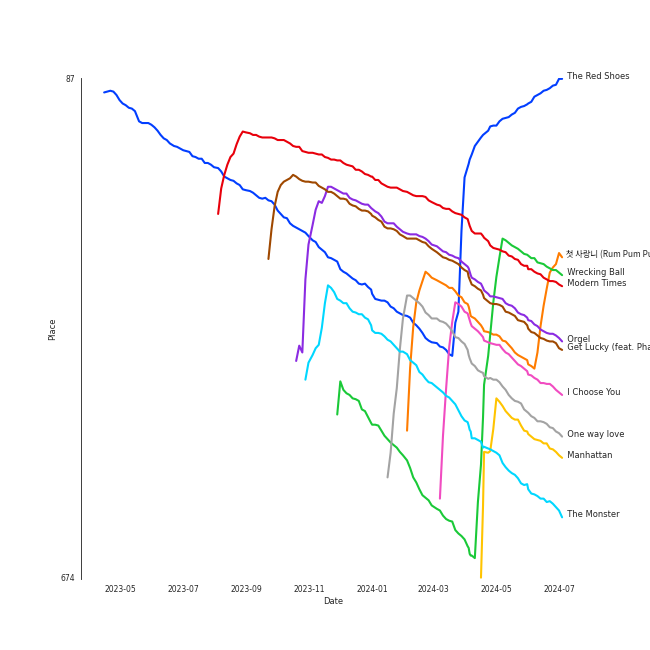 87
The Red Shoes
첫 사랑니 (Rum Pum
Wrecking Ball
Modern Times
Orgel
Get Lucky (feat.
I Choose You
One way love
Manhattan
The Monster
674
Place
2023-05 2023-07 2023-09 2023-11 2024-01 2024-03 2024-05 2024-07
Date